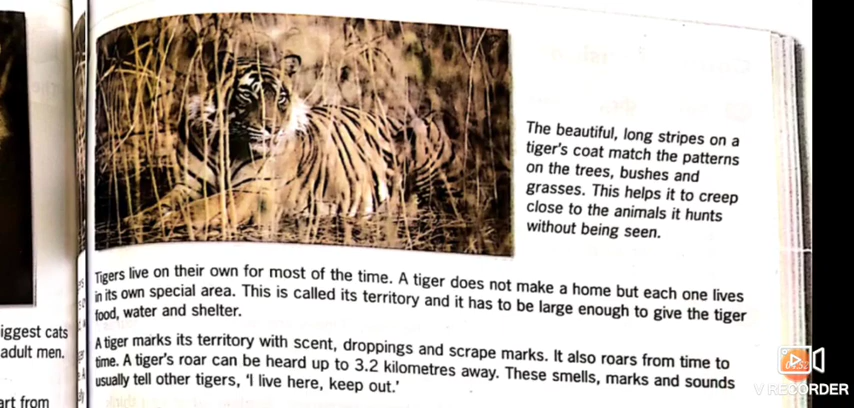 The beautiful, long stripes on a
tiger's coat match the patterns
on the trees, bushes and
grasses. This helps it to creep
close to the animals it hunts
without being seen.
Tigers live on their own for most of the time. A tiger does not make a home but each one lives
in its own special area. This is called its territory and it has to be large enough to give the tiger
food, water and shelter.
A tiger marks its territory with scent, droppings and scrape marks. It also roars from time to
time. A tiger's roar can be heard up to 3.2 kilometres away. These smells, marks and sounds
usually tell other tigers, 'I live here, keep out.'
iggest cats
adult men.
art from
V RECORDER